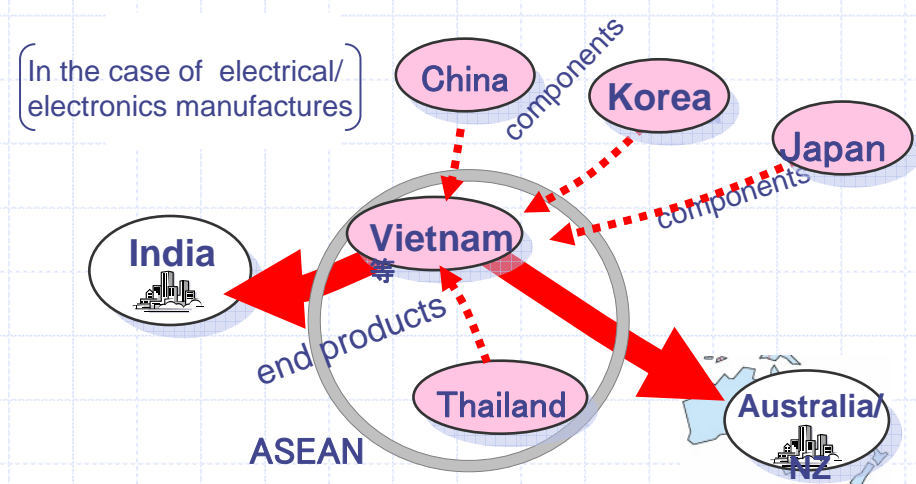 In the case of electrical/
electronics manufactures
China
components
Korea
Japan
components
Vietnam
等
India
end products
Thailand
ASEAN
Australia/
NZ